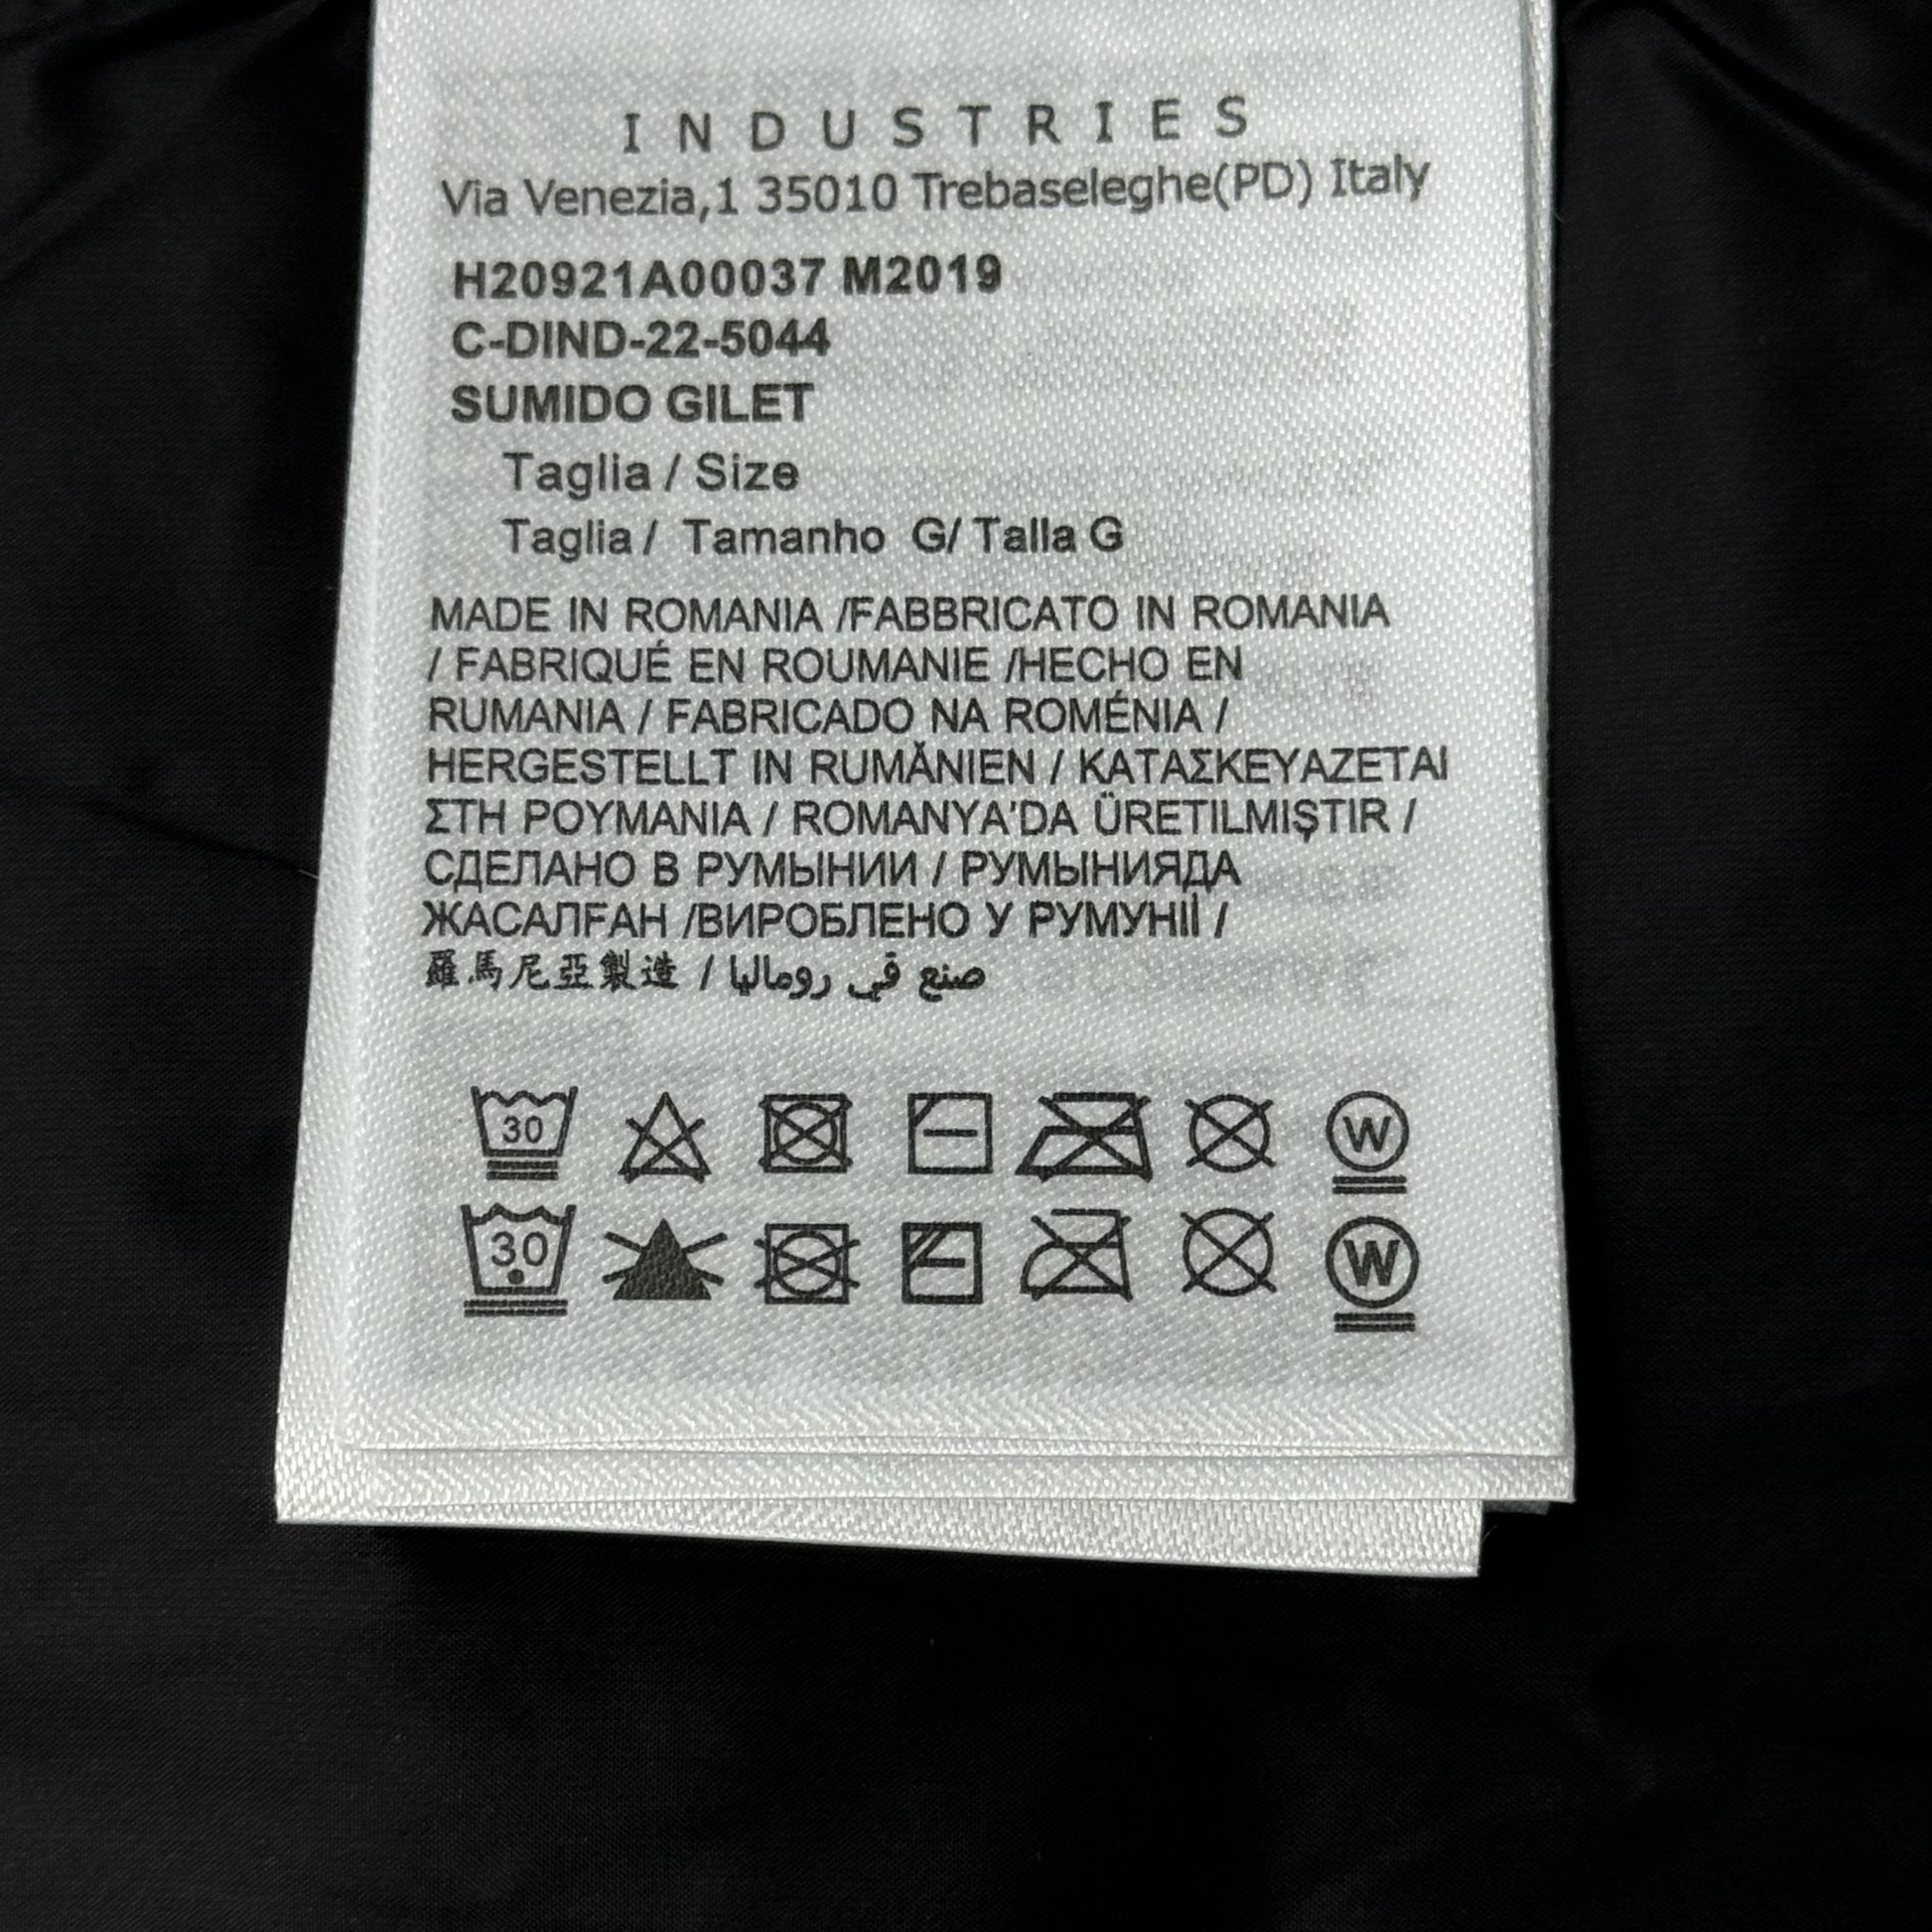 INDUSTRIES
Via Venezia,1 35010 Trebaseleghe(PD) Italy
H20921A00037 M2019
C-DIND-22-5044
SUMIDO GILET
Taglia / Size
Taglia / Tamanho G/ Talla G
MADE IN ROMANIA /FABBRICATO IN ROMANIA
/ FABRIQUÉ EN ROUMANIE /HECHO EN
RUMANIA / FABRICADO NA ROMÉNIA /
HERGESTELLT IN RUMĂNIEN / ΚΑΤΑΣΚΕΥΑΖΕΤΑΙ
ΣΤΗ ΡΟΥΜΑΝΙΑ / ROMANYA'DA ÜRETILMIŞTIR /
СДЕЛАНО В РУМЫНИИ / РУМЫНИЯДА
ЖАСАЛҒАН /ВИРОБЛЕНО У РУМУНІЇ /
羅馬尼亞製造 / صنع في روماليا
30 W
30 W